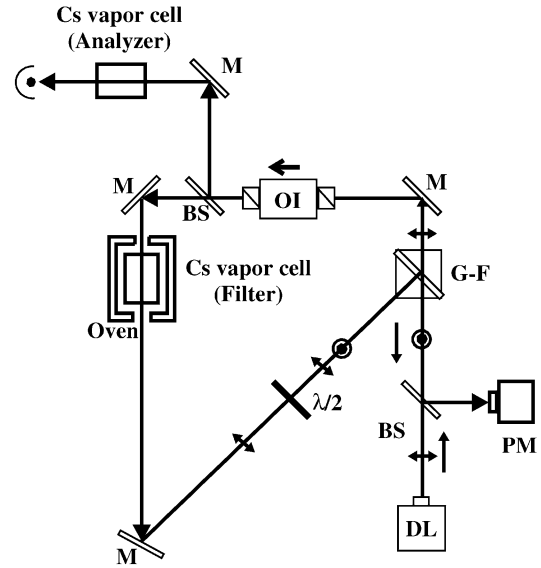 Cs vapor cell
(Analyzer)
M
M
BS
OI
M
G-F
Cs vapor cell
(Filter)
Oven
λ/2
BS
PM
DL
M